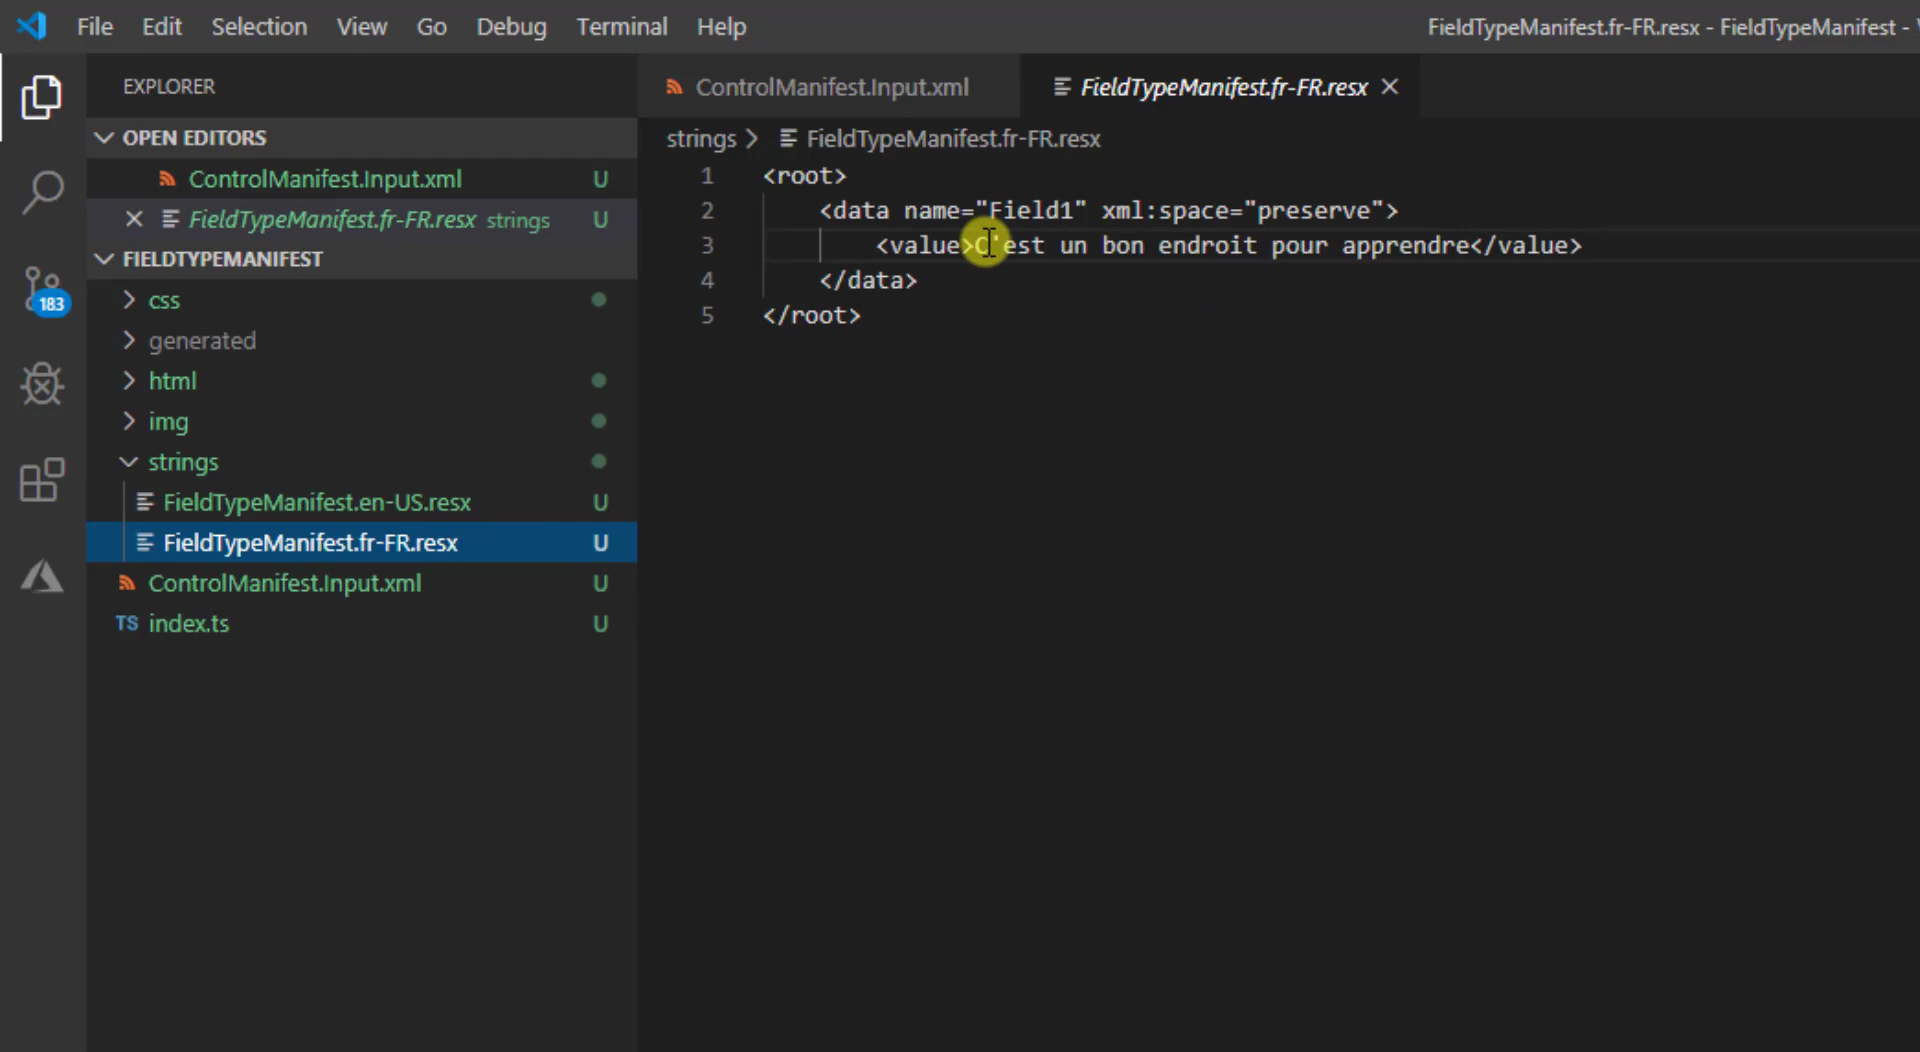 File Edit Selection View Go Debug Terminal Help FieldTypeManifest.fr-FR.resx - FieldTypeManifest -
EXPLORER
OPEN EDITORS
ControlManifest.Input.xml U
FieldTypeManifest.fr-FR.resx strings U
FIELDTYPEMANIFEST
css
generated
html
img
strings
FieldTypeManifest.en-US.resx U
FieldTypeManifest.fr-FR.resx U
ControlManifest.Input.xml U
TS index.ts U
183
ControlManifest.Input.xml FieldTypeManifest.fr-FR.resx
strings > FieldTypeManifest.fr-FR.resx
1 <root>
2 <data name="Field1" xml:space="preserve">
3 <value>C'est un bon endroit pour apprendre</value>
4 </data>
5 </root>